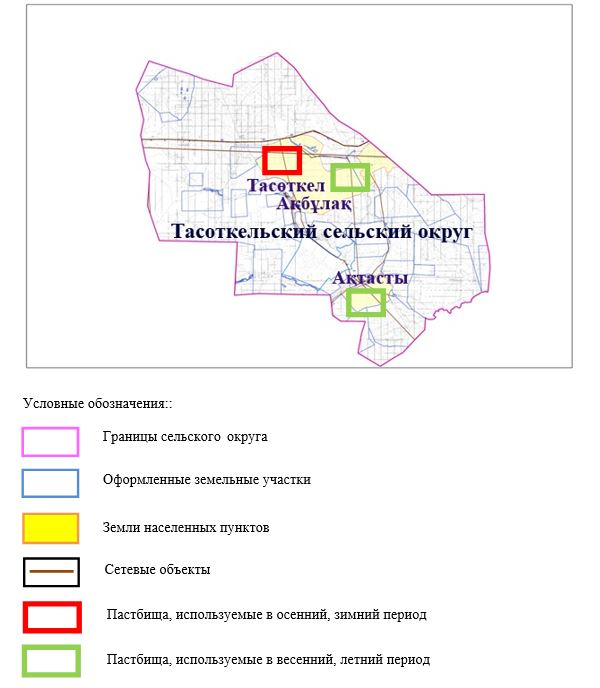 Тасөткел
Ақбұлақ
Тасоткельский сельский округ
Ақтасты
Условные обозначения::
Границы сельского округа
Оформленные земельные участки
Земли населенных пунктов
Сетевые объекты
Пастбища, используемые в осенний, зимний период
Пастбища, используемые в весенний, летний период